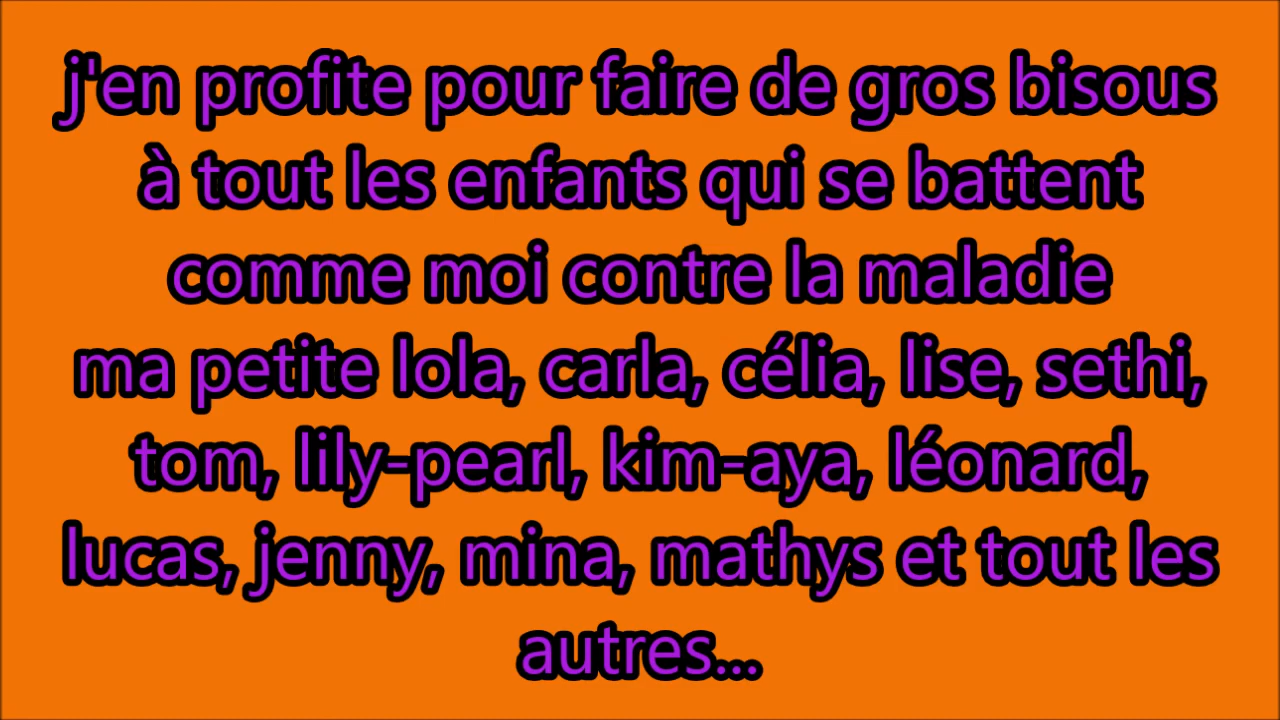 j'en profite pour faire de gros bisous
à tout les enfants qui se battent
comme moi contre la maladie
ma petite lola, carla, célia, lise, sethi,
tom, lily-pearl, kim-aya, léonard,
lucas, jenny, mina, mathys et tout les
autres...